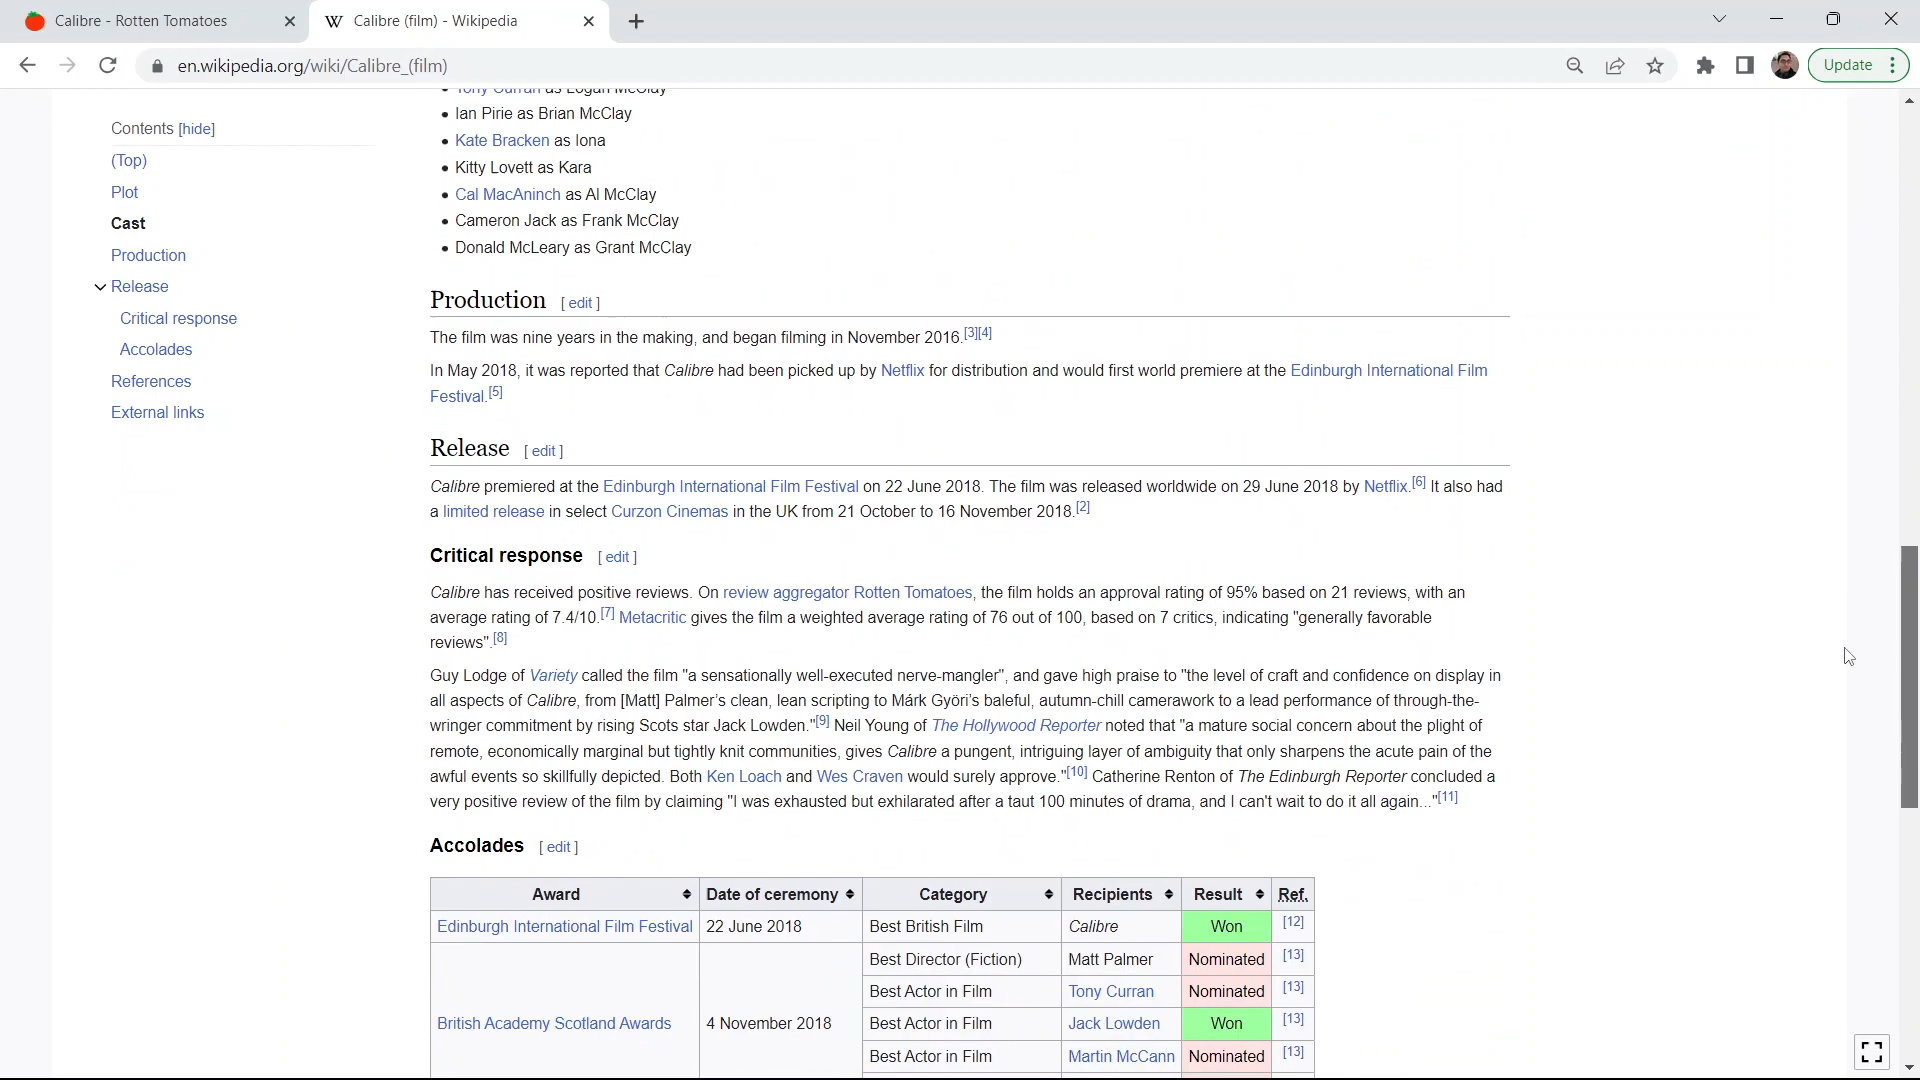 Calibre - Rotten Tomatoes
Calibre (film) - Wikipedia
en.wikipedia.org/wiki/Calibre_(film)
Update
Contents [hide]
(Top)
Plot
Cast
Production
Release
Critical response
Accolades
References
External links
Tony Curran as Logan McClay
• Ian Pirie as Brian McClay
• Kate Bracken as Iona
• Kitty Lovett as Kara
• Cal MacAninch as Al McClay
• Cameron Jack as Frank McClay
• Donald McLeary as Grant McClay
Production [ edit ]
The film was nine years in the making, and began filming in November 2016.[3][4]
In May 2018, it was reported that Calibre had been picked up by Netflix for distribution and would first world premiere at the Edinburgh International Film
Festival.[5]
Release [ edit ]
Calibre premiered at the Edinburgh International Film Festival on 22 June 2018. The film was released worldwide on 29 June 2018 by Netflix.[6] It also had
a limited release in select Curzon Cinemas in the UK from 21 October to 16 November 2018.[2]
Critical response [ edit ]
Calibre has received positive reviews. On review aggregator Rotten Tomatoes, the film holds an approval rating of 95% based on 21 reviews, with an
average rating of 7.4/10.[7] Metacritic gives the film a weighted average rating of 76 out of 100, based on 7 critics, indicating "generally favorable
reviews".[8]
Guy Lodge of Variety called the film "a sensationally well-executed nerve-mangler", and gave high praise to "the level of craft and confidence on display in
all aspects of Calibre, from [Matt] Palmer's clean, lean scripting to Márk Györi's baleful, autumn-chill camerawork to a lead performance of through-the-
wringer commitment by rising Scots star Jack Lowden."[9] Neil Young of The Hollywood Reporter noted that "a mature social concern about the plight of
remote, economically marginal but tightly knit communities, gives Calibre a pungent, intriguing layer of ambiguity that only sharpens the acute pain of the
awful events so skillfully depicted. Both Ken Loach and Wes Craven would surely approve."[10] Catherine Renton of The Edinburgh Reporter concluded a
very positive review of the film by claiming "I was exhausted but exhilarated after a taut 100 minutes of drama, and I can't wait to do it all again..."[11]
Accolades [ edit ]
Award Date of ceremony Category Recipients Result Ref.
Edinburgh International Film Festival 22 June 2018 Best British Film Calibre Won [12]
Best Director (Fiction) Matt Palmer Nominated [13]
Best Actor in Film Tony Curran Nominated [13]
British Academy Scotland Awards 4 November 2018 Best Actor in Film Jack Lowden Won [13]
Best Actor in Film Martin McCann Nominated [13]